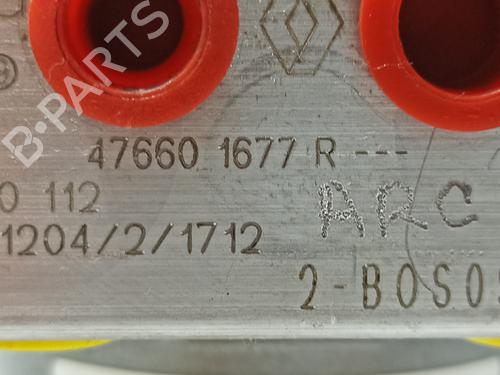 B-PARTS
®
47660 1677 R ---
0 112
1204/2/1712
ARC
2-BOS0